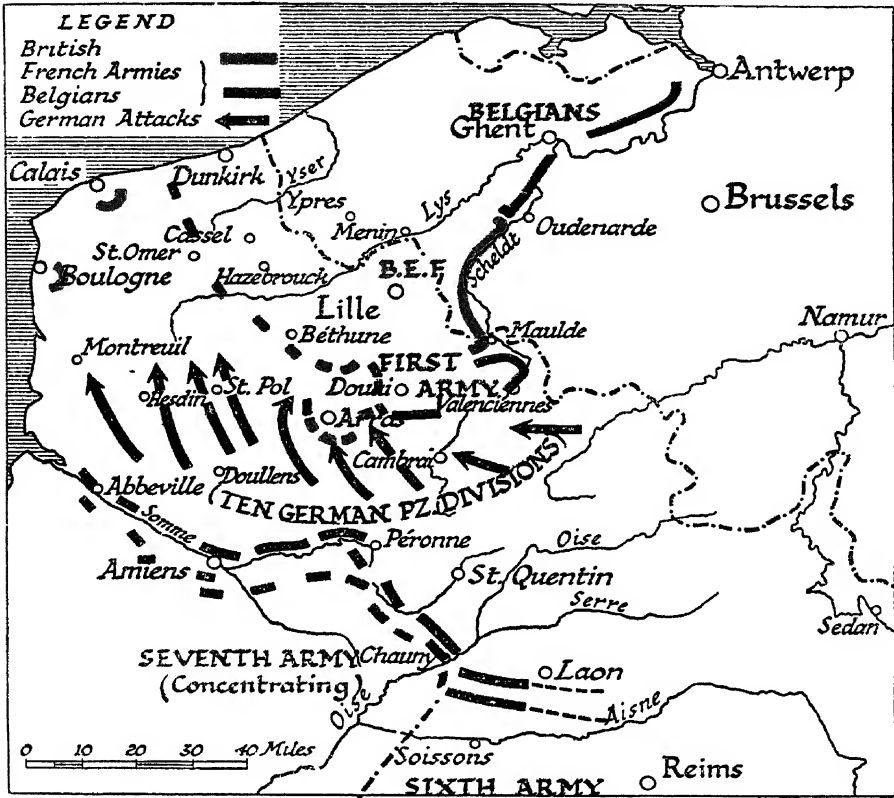 LEGEND
British
French Armies
Belgians
German Attacks
Antwerp
BELGIANS
Ghent
Calais
Dunkirk
Yser
Ypres
Lys
Brussels
Menin
Oudenarde
Cassel
St. Omer
Scheldt
Boulogne
Hazebrouck
B.E.F.
Lille
Namur
Béthune
Maulde
Montreuil
FIRST
St. Pol
Douai
ARMY
Hesdin
Valenciennes
Arras
Cambrai
Abbeville
Doullens
(TEN GERMAN PZ. DIVISIONS)
Somme
Péronne
Oise
Amiens
St. Quentin
Serre
Sedan
SEVENTH ARMY
(Concentrating)
Chauny
Laon
Oise
Aisne
0 10 20 30 40 Miles
Soissons
SIXTH ARMY
Reims